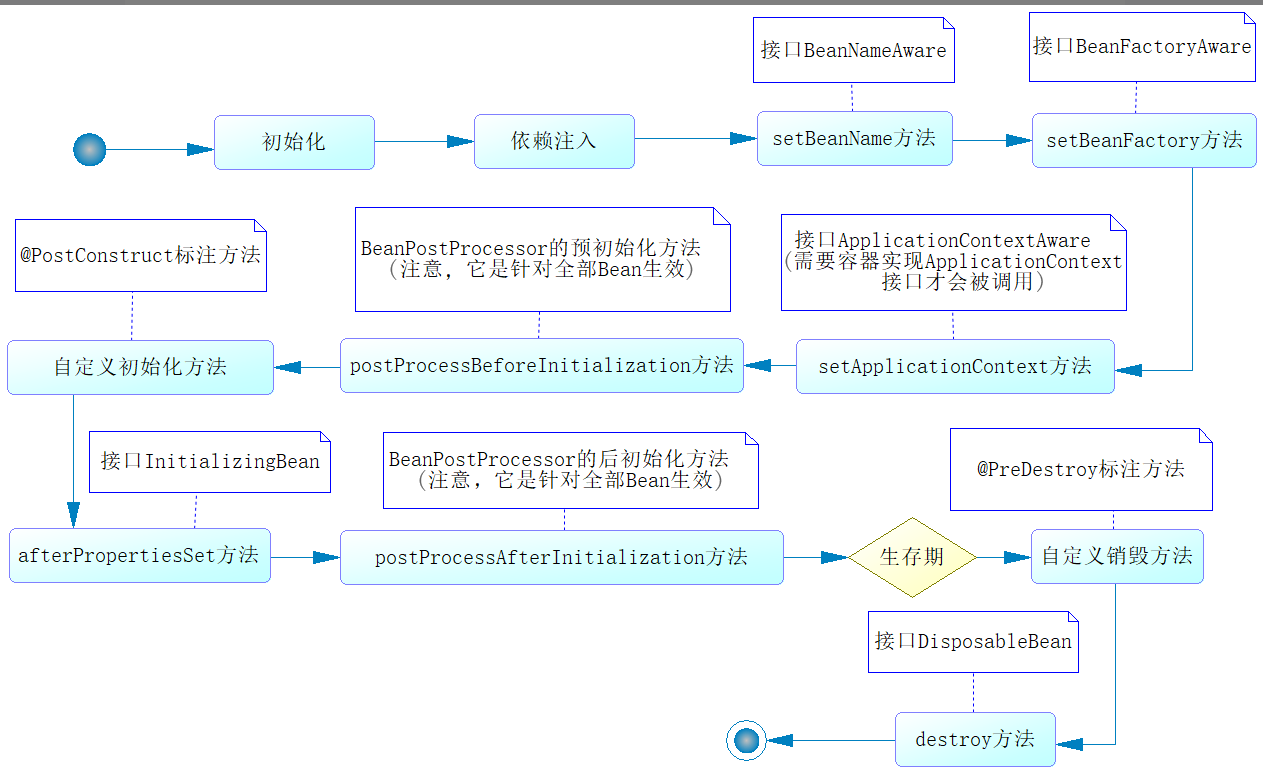 接口BeanNameAware
接口BeanFactoryAware
初始化
依赖注入
setBeanName方法
setBeanFactory方法
@PostConstruct标注方法
BeanPostProcessor的预初始化方法
(注意，它是针对全部Bean生效)
接口ApplicationContextAware
(需要容器实现ApplicationContext
接口才会被调用)
自定义初始化方法
postProcessBeforeInitialization方法
setApplicationContext方法
接口InitializingBean
BeanPostProcessor的后初始化方法
(注意，它是针对全部Bean生效)
@PreDestroy标注方法
afterPropertiesSet方法
postProcessAfterInitialization方法
生存期
自定义销毁方法
接口DisposableBean
destroy方法